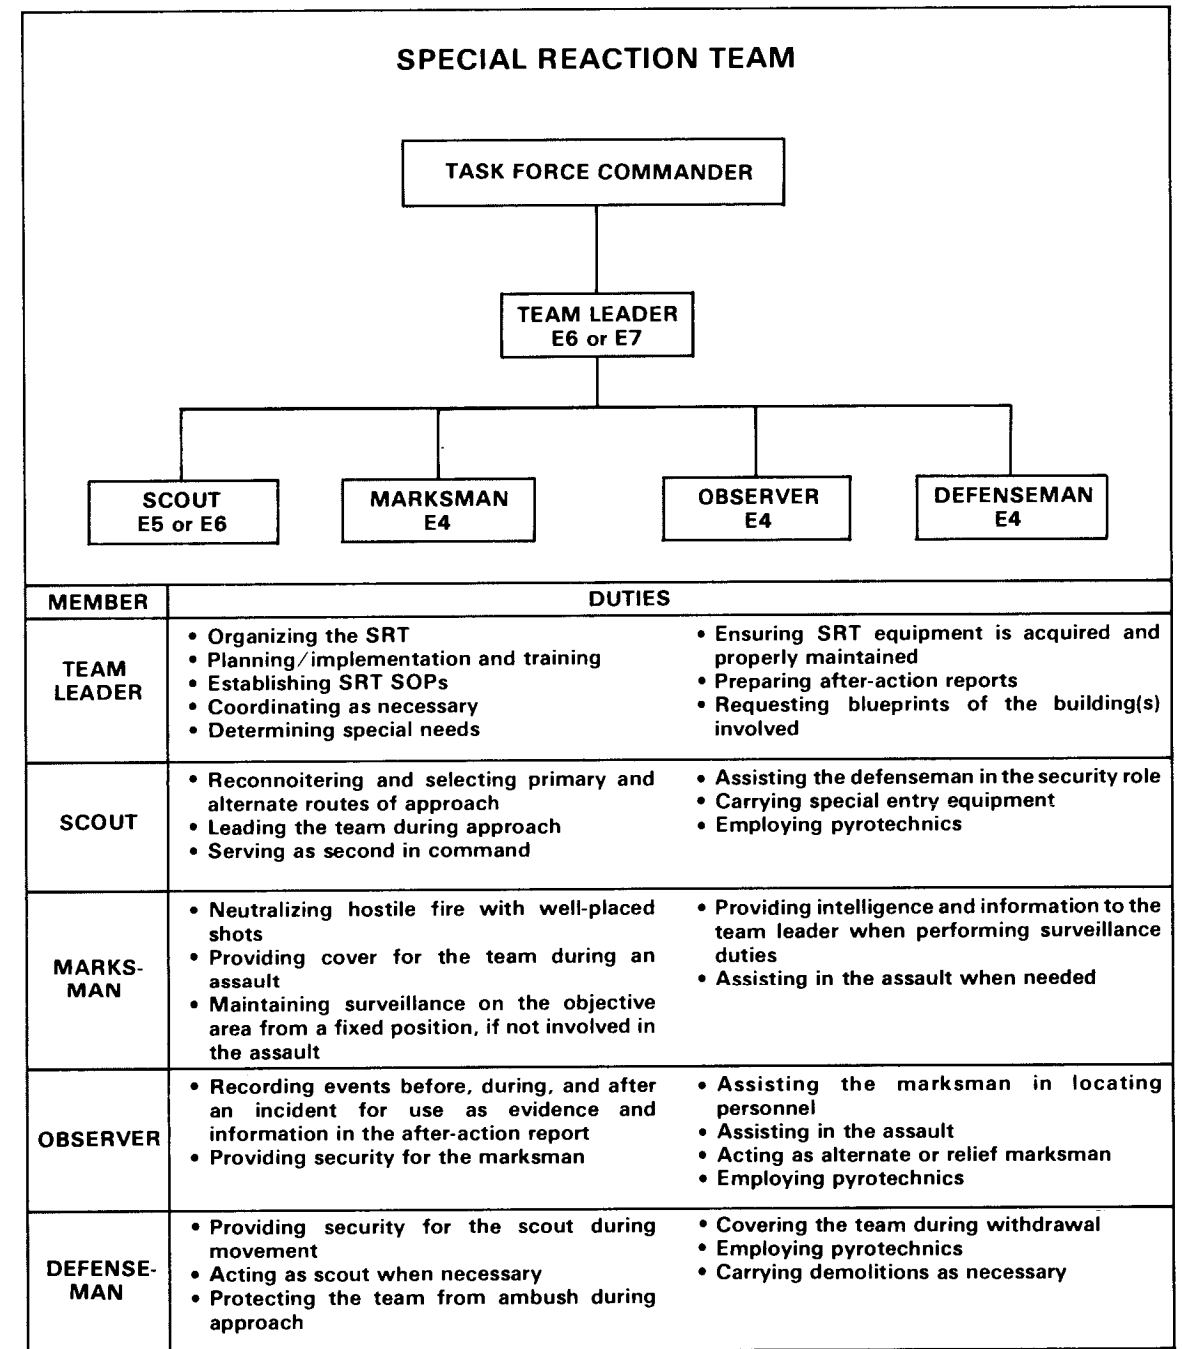 SPECIAL REACTION TEAM
TASK FORCE COMMANDER
TEAM LEADER
E6 or E7
SCOUT
E5 or E6
MARKSMAN
E4
OBSERVER
E4
DEFENSEMAN
E4
MEMBER
DUTIES
TEAM
LEADER
• Organizing the SRT
• Planning/implementation and training
• Establishing SRT SOPs
• Coordinating as necessary
• Determining special needs
• Ensuring SRT equipment is acquired and
properly maintained
• Preparing after-action reports
• Requesting blueprints of the building(s)
involved
SCOUT
• Reconnoitering and selecting primary and
alternate routes of approach
• Leading the team during approach
• Serving as second in command
• Assisting the defenseman in the security role
• Carrying special entry equipment
• Employing pyrotechnics
MARKS-
MAN
• Neutralizing hostile fire with well-placed
shots
• Providing cover for the team during an
assault
• Maintaining surveillance on the objective
area from a fixed position, if not involved in
the assault
• Providing intelligence and information to the
team leader when performing surveillance
duties
• Assisting in the assault when needed
OBSERVER
• Recording events before, during, and after
an incident for use as evidence and
information in the after-action report
• Providing security for the marksman
• Assisting the marksman in locating
personnel
• Assisting in the assault
• Acting as alternate or relief marksman
• Employing pyrotechnics
DEFENSE-
MAN
• Providing security for the scout during
movement
• Acting as scout when necessary
• Protecting the team from ambush during
approach
• Covering the team during withdrawal
• Employing pyrotechnics
• Carrying demolitions as necessary